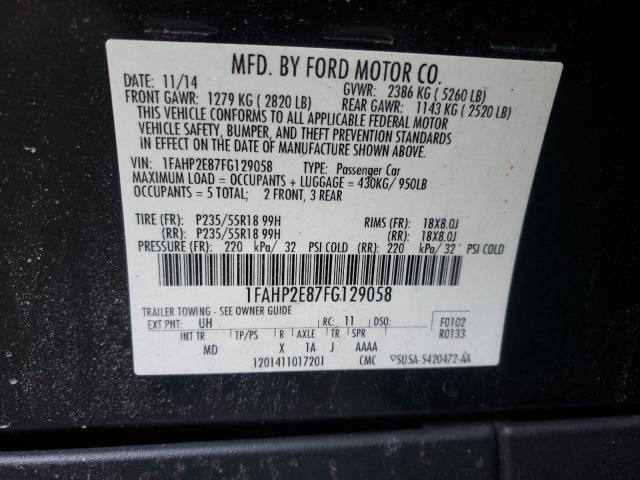 MFD. BY FORD MOTOR CO.
DATE: 11/14 GVWR: 2386 KG ( 5260 LB)
FRONT GAWR: 1279 KG ( 2820 LB) REAR GAWR: 1143 KG ( 2520 LB)
THIS VEHICLE CONFORMS TO ALL APPLICABLE FEDERAL MOTOR
VEHICLE SAFETY, BUMPER, AND THEFT PREVENTION STANDARDS
IN EFFECT ON THE DATE OF MANUFACTURE SHOWN ABOVE.
VIN: 1FAHP2E87FG129058 TYPE: Passenger Car
MAXIMUM LOAD = OCCUPANTS + LUGGAGE = 430KG/ 950LB
OCCUPANTS = 5 TOTAL; 2 FRONT, 3 REAR
TIRE (FR): P235/55R18 99H RIMS (FR): 18X8.0J
(RR): P235/55R18 99H (RR): 18X8.0J
PRESSURE (FR): 220 kPa/ 32 PSI COLD (RR): 220 kPa/ 32 PSI COLD
1FAHP2E87FG129058
TRAILER TOWING - SEE OWNER GUIDE
EXT PNT: UH RC: 11 DSO: F0102
TP/PS R AXLE TR SPR R0133
MD X 1A J AAAA
1201411017201 CMC 5U5A-5420472-AA